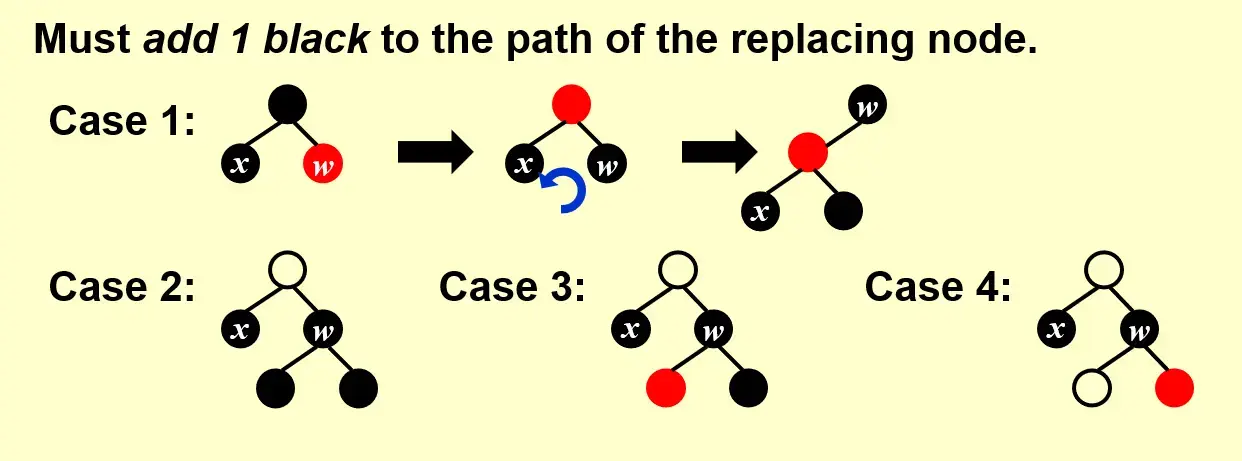 Must add 1 black to the path of the replacing node.
Case 1:
x w
x w
w
x
Case 2:
x w
Case 3:
x w
Case 4:
x w